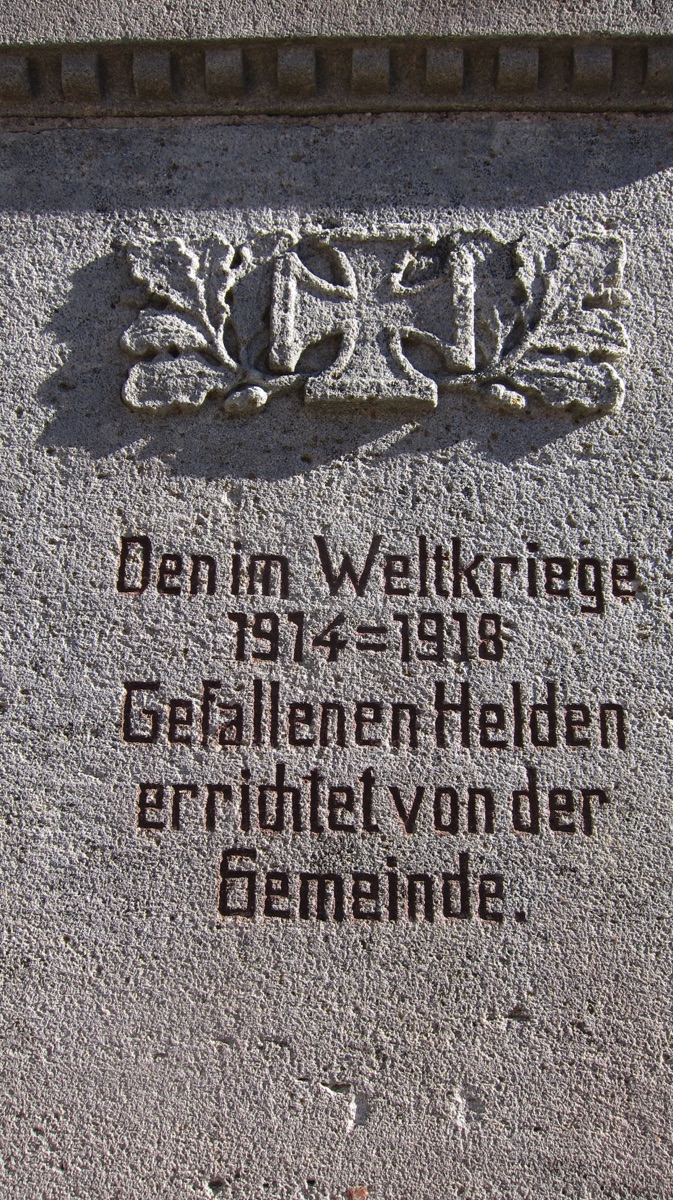 Den im Weltkriege
1914=1918
Gefallenen Helden
errichtet von der
Gemeinde.